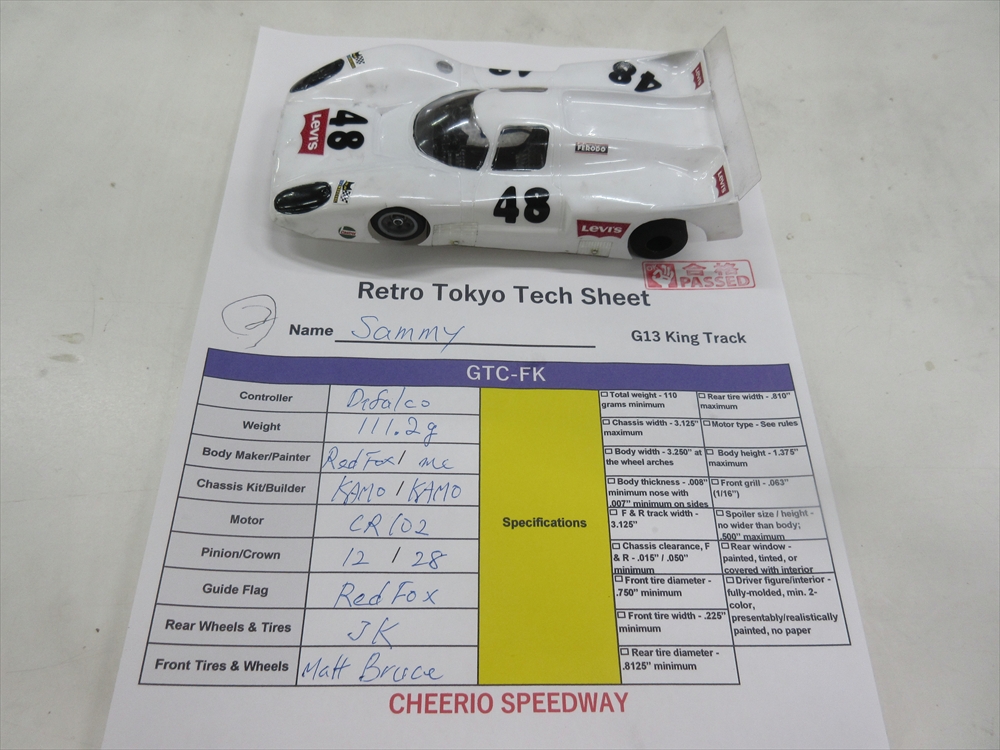 48
48
48
Levi's
Levi's
FERODO
48
Levi's
Levi's
合格
PASSED
Retro Tokyo Tech Sheet
2
Name Sammy
G13 King Track
GTC-FK
Controller Difalco
Weight 111.2g
Body Maker/Painter Red Fox / me
Chassis Kit/Builder KAMO / KAMO
Motor CR102
Pinion/Crown 12 / 28
Guide Flag Red Fox
Rear Wheels & Tires JK
Front Tires & Wheels Matt Bruce
Specifications
Total weight - 110
grams minimum
Rear tire width - .810"
maximum
Chassis width - 3.125"
maximum
Motor type - See rules
Body width - 3.250" at
the wheel arches
Body height - 1.375"
maximum
Body thickness - .008"
minimum nose with
.007" minimum on sides
Front grill - .063"
(1/16")
F & R track width -
3.125"
Spoiler size / height -
no wider than body;
.500" maximum
Chassis clearance, F
& R - .015" / .050"
minimum
Rear window -
painted, tinted, or
covered with interior
Front tire diameter -
.750" minimum
Driver figure/interior -
fully-molded, min. 2-
color,
presentably/realistically
painted, no paper
Front tire width - .225"
minimum
Rear tire diameter -
.8125" minimum
CHEERIO SPEEDWAY